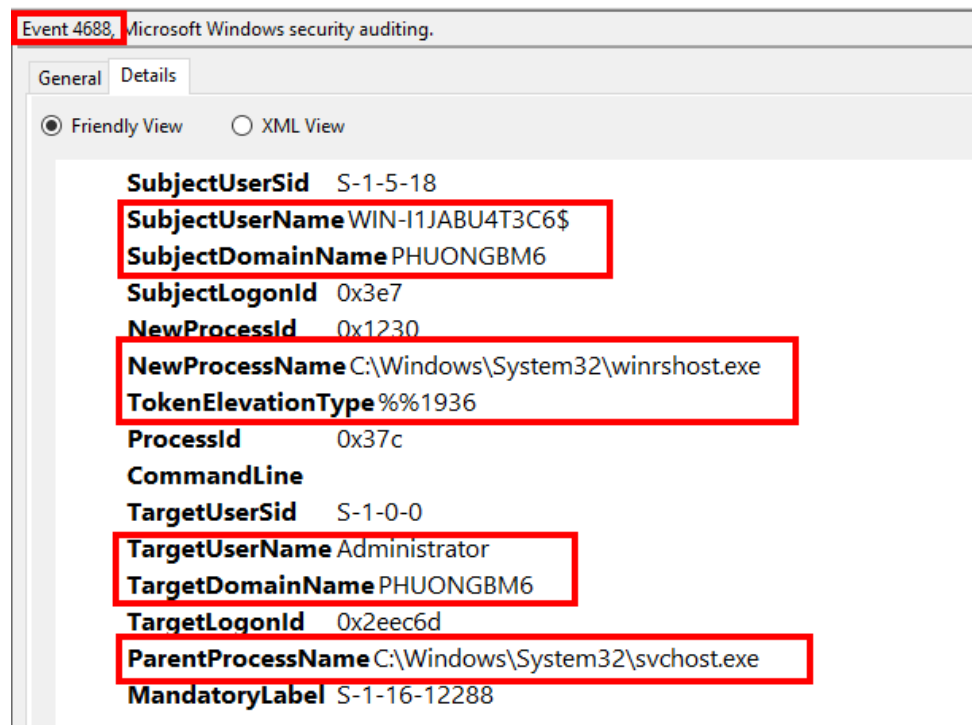 Event 4688, Microsoft Windows security auditing.
General Details
Friendly View XML View
SubjectUserSid S-1-5-18
SubjectUserName WIN-I1JABU4T3C6$
SubjectDomainName PHUONGBM6
SubjectLogonId 0x3e7
NewProcessId 0x1230
NewProcessName C:\Windows\System32\winrshost.exe
TokenElevationType %%1936
ProcessId 0x37c
CommandLine
TargetUserSid S-1-0-0
TargetUserName Administrator
TargetDomainName PHUONGBM6
TargetLogonId 0x2eec6d
ParentProcessName C:\Windows\System32\svchost.exe
MandatoryLabel S-1-16-12288